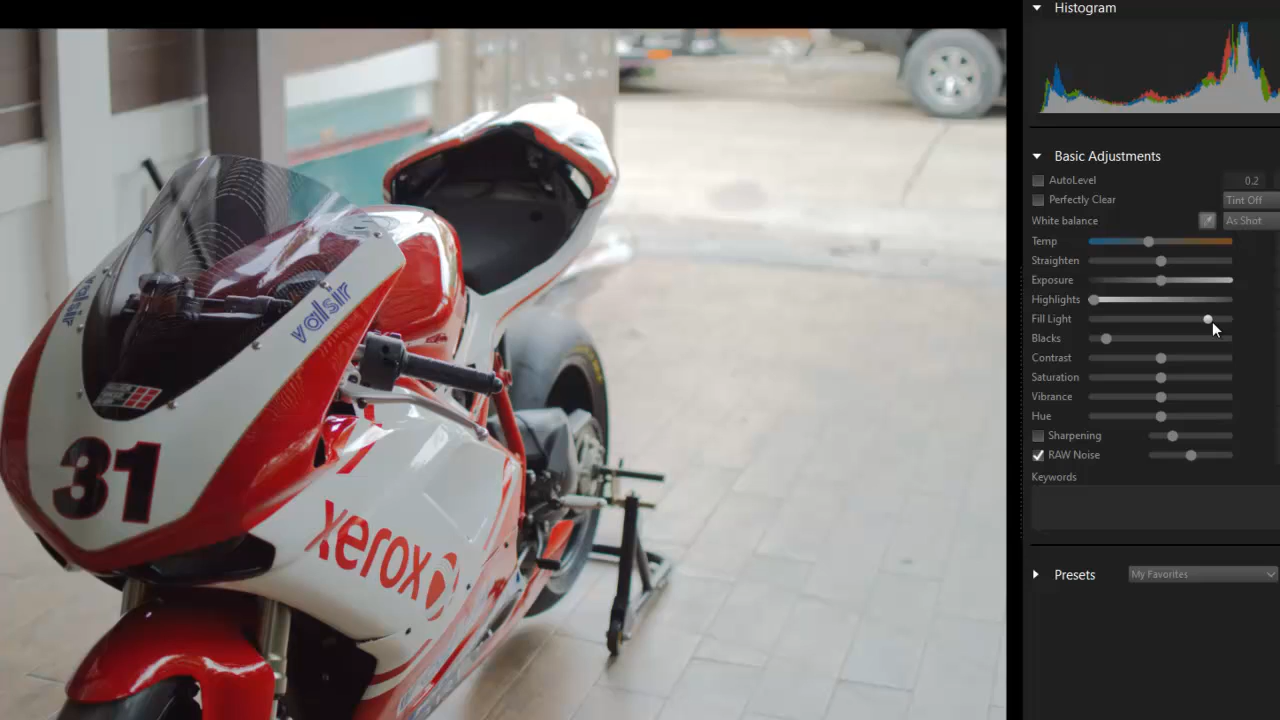 valsir
valsir
31
xerox
Histogram
Basic Adjustments
AutoLevel 0.2
Perfectly Clear Tint Off
White balance As Shot
Temp
Straighten
Exposure
Highlights
Fill Light
Blacks
Contrast
Saturation
Vibrance
Hue
Sharpening
RAW Noise
Keywords
Presets My Favorites